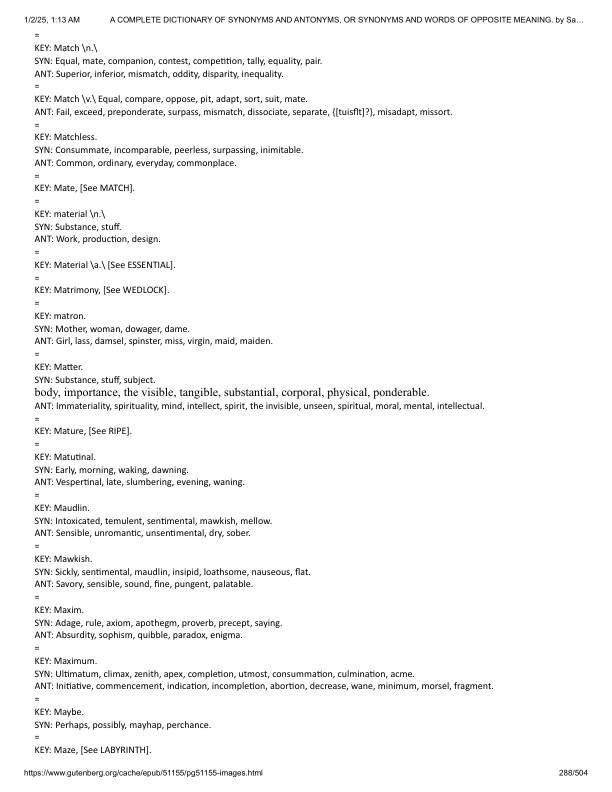 1/2/25, 1:13 AM A COMPLETE DICTIONARY OF SYNONYMS AND ANTONYMS, OR SYNONYMS AND WORDS OF OPPOSITE MEANING. by Sa…
=
KEY: Match \n.\
SYN: Equal, mate, companion, contest, competition, tally, equality, pair.
ANT: Superior, inferior, mismatch, oddity, disparity, inequality.
=
KEY: Match \v.\ Equal, compare, oppose, pit, adapt, sort, suit, mate.
ANT: Fail, exceed, preponderate, surpass, mismatch, dissociate, separate, {[tuisflt]?}, misadapt, missort.
=
KEY: Matchless.
SYN: Consummate, incomparable, peerless, surpassing, inimitable.
ANT: Common, ordinary, everyday, commonplace.
=
KEY: Mate, [See MATCH].
=
KEY: material \n.\
SYN: Substance, stuff.
ANT: Work, production, design.
=
KEY: Material \a.\ [See ESSENTIAL].
=
KEY: Matrimony, [See WEDLOCK].
=
KEY: matron.
SYN: Mother, woman, dowager, dame.
ANT: Girl, lass, damsel, spinster, miss, virgin, maid, maiden.
=
KEY: Matter.
SYN: Substance, stuff, subject.
body, importance, the visible, tangible, substantial, corporal, physical, ponderable.
ANT: Immateriality, spirituality, mind, intellect, spirit, the invisible, unseen, spiritual, moral, mental, intellectual.
=
KEY: Mature, [See RIPE].
=
KEY: Matutinal.
SYN: Early, morning, waking, dawning.
ANT: Vespertinal, late, slumbering, evening, waning.
=
KEY: Maudlin.
SYN: Intoxicated, temulent, sentimental, mawkish, mellow.
ANT: Sensible, unromantic, unsentimental, dry, sober.
=
KEY: Mawkish.
SYN: Sickly, sentimental, maudlin, insipid, loathsome, nauseous, flat.
ANT: Savory, sensible, sound, fine, pungent, palatable.
=
KEY: Maxim.
SYN: Adage, rule, axiom, apothegm, proverb, precept, saying.
ANT: Absurdity, sophism, quibble, paradox, enigma.
=
KEY: Maximum.
SYN: Ultimatum, climax, zenith, apex, completion, utmost, consummation, culmination, acme.
ANT: Initiative, commencement, indication, incompletion, abortion, decrease, wane, minimum, morsel, fragment.
=
KEY: Maybe.
SYN: Perhaps, possibly, mayhap, perchance.
=
KEY: Maze, [See LABYRINTH].
https://www.gutenberg.org/cache/epub/51155/pg51155-images.html 288/504